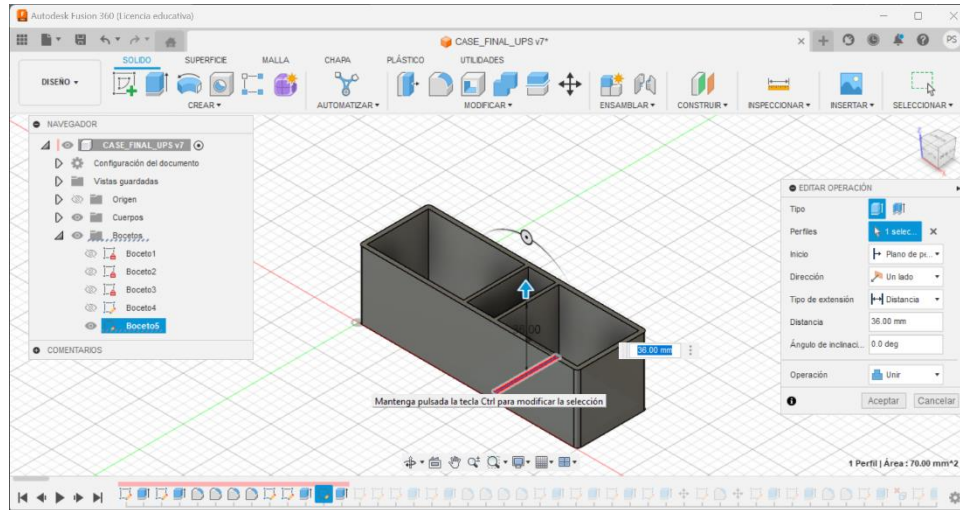 Autodesk Fusion 360 (Licencia educativa)
CASE_FINAL_UPS v7*
PS
SOLIDO SUPERFICIE MALLA CHAPA PLÁSTICO UTILIDADES
DISEÑO
CREAR AUTOMATIZAR MODIFICAR ENSAMBLAR CONSTRUIR INSPECCIONAR INSERTAR SELECCIONAR
NAVEGADOR
CASE_FINAL_UPS v7
Configuración del documento
Vistas guardadas
Origen
Cuerpos
Bocetos
Boceto1
Boceto2
Boceto3
Boceto4
Boceto5
COMENTARIOS
EDITAR OPERACIÓN
Tipo
Perfiles 1 selec...
Inicio Plano de pe...
Dirección Un lado
Tipo de extensión Distancia
Distancia 36.00 mm
Ángulo de inclinaci... 0.0 deg
Operación Unir
Aceptar Cancelar
36.00 mm
Mantenga pulsada la tecla Ctrl para modificar la selección
1 Perfil | Área : 70.00 mm^2